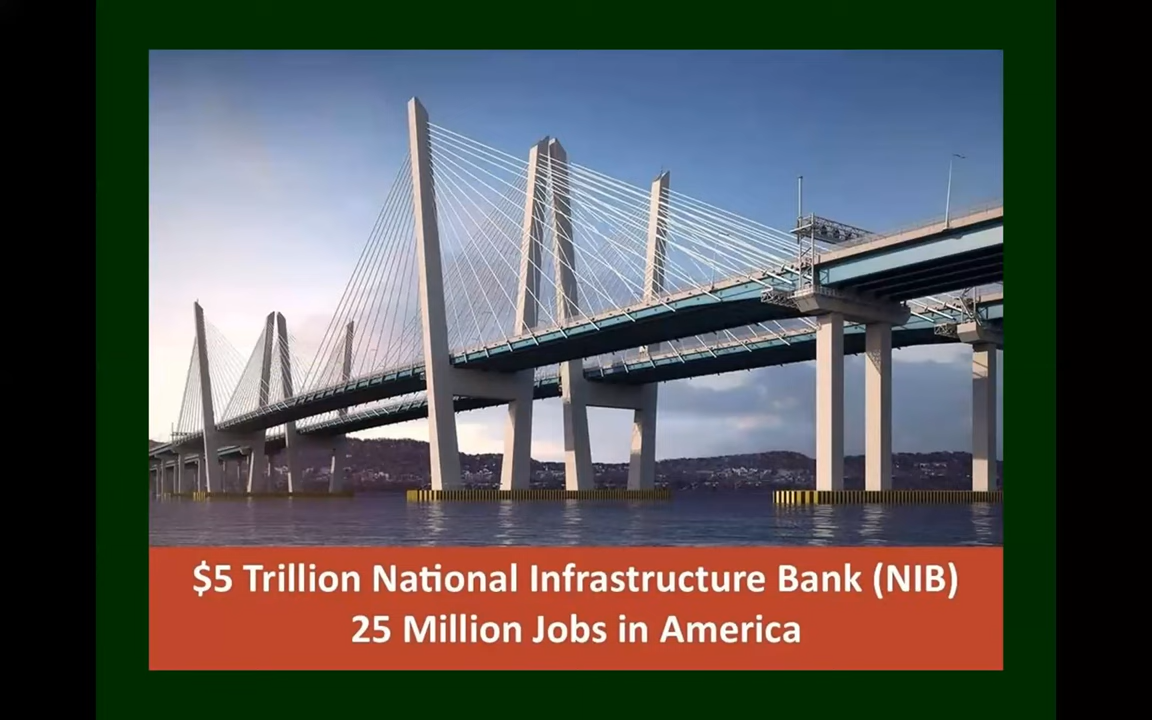 $5 Trillion National Infrastructure Bank (NIB)
25 Million Jobs in America